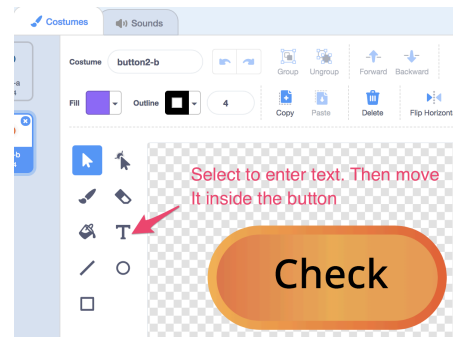 Costumes
Sounds
Costume
button2-b
Group
Ungroup
Forward
Backward
Fill
Outline
4
Copy
Paste
Delete
Flip Horizont
-a
-b
T
Select to enter text. Then move
It inside the button
Check